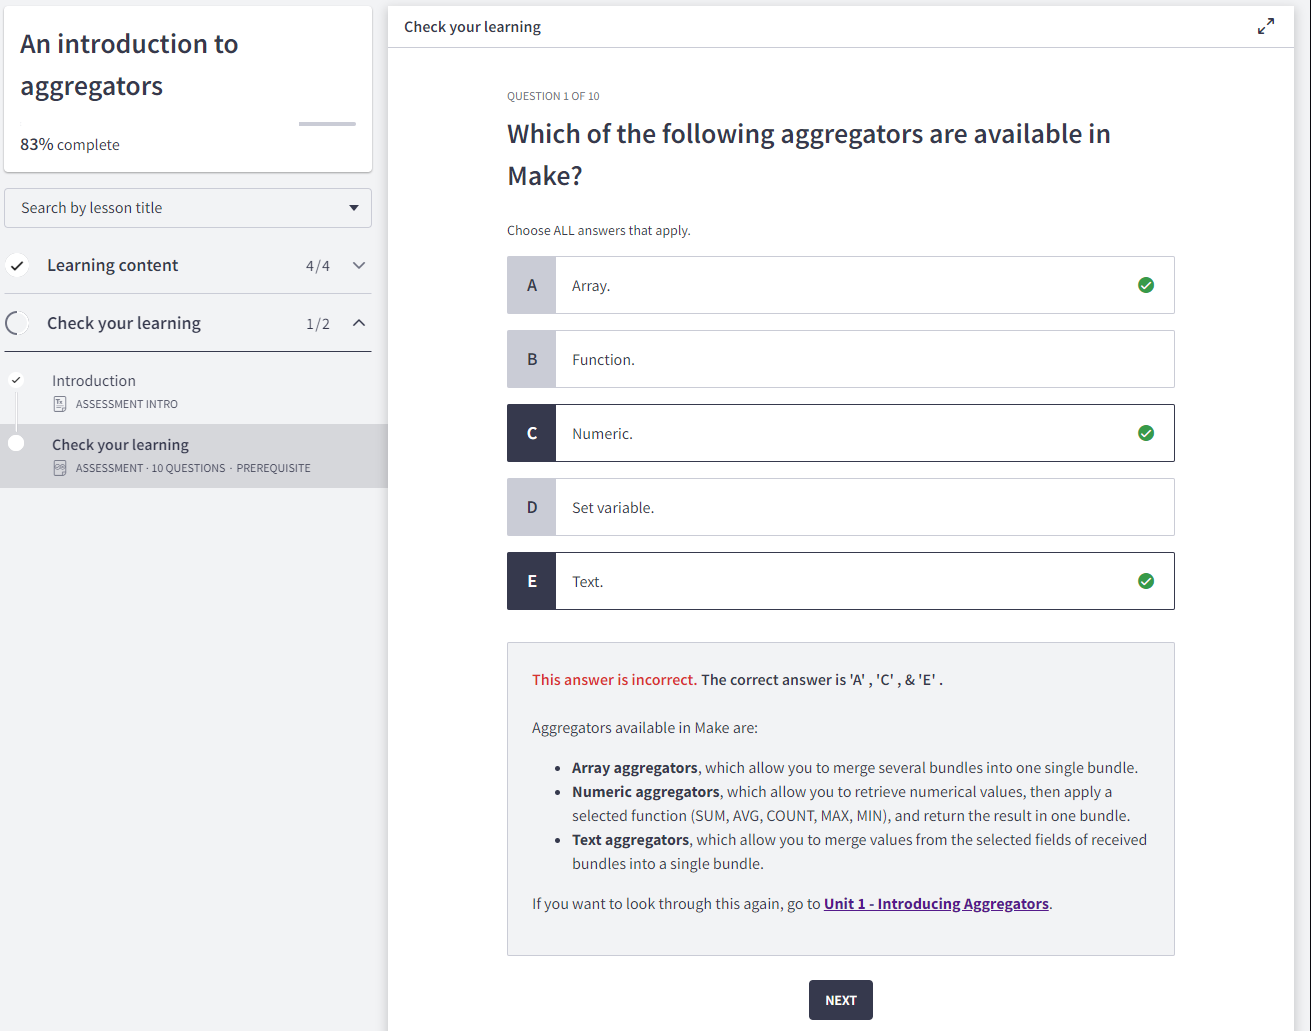 An introduction to
aggregators
83% complete
Search by lesson title
Learning content 4/4
Check your learning 1/2
Introduction
ASSESSMENT INTRO
Check your learning
ASSESSMENT · 10 QUESTIONS · PREREQUISITE
Check your learning
QUESTION 1 OF 10
Which of the following aggregators are available in
Make?
Choose ALL answers that apply.
A Array.
B Function.
C Numeric.
D Set variable.
E Text.
This answer is incorrect. The correct answer is 'A' , 'C' , & 'E' .
Aggregators available in Make are:
• Array aggregators, which allow you to merge several bundles into one single bundle.
• Numeric aggregators, which allow you to retrieve numerical values, then apply a
selected function (SUM, AVG, COUNT, MAX, MIN), and return the result in one bundle.
• Text aggregators, which allow you to merge values from the selected fields of received
bundles into a single bundle.
If you want to look through this again, go to Unit 1 - Introducing Aggregators.
NEXT